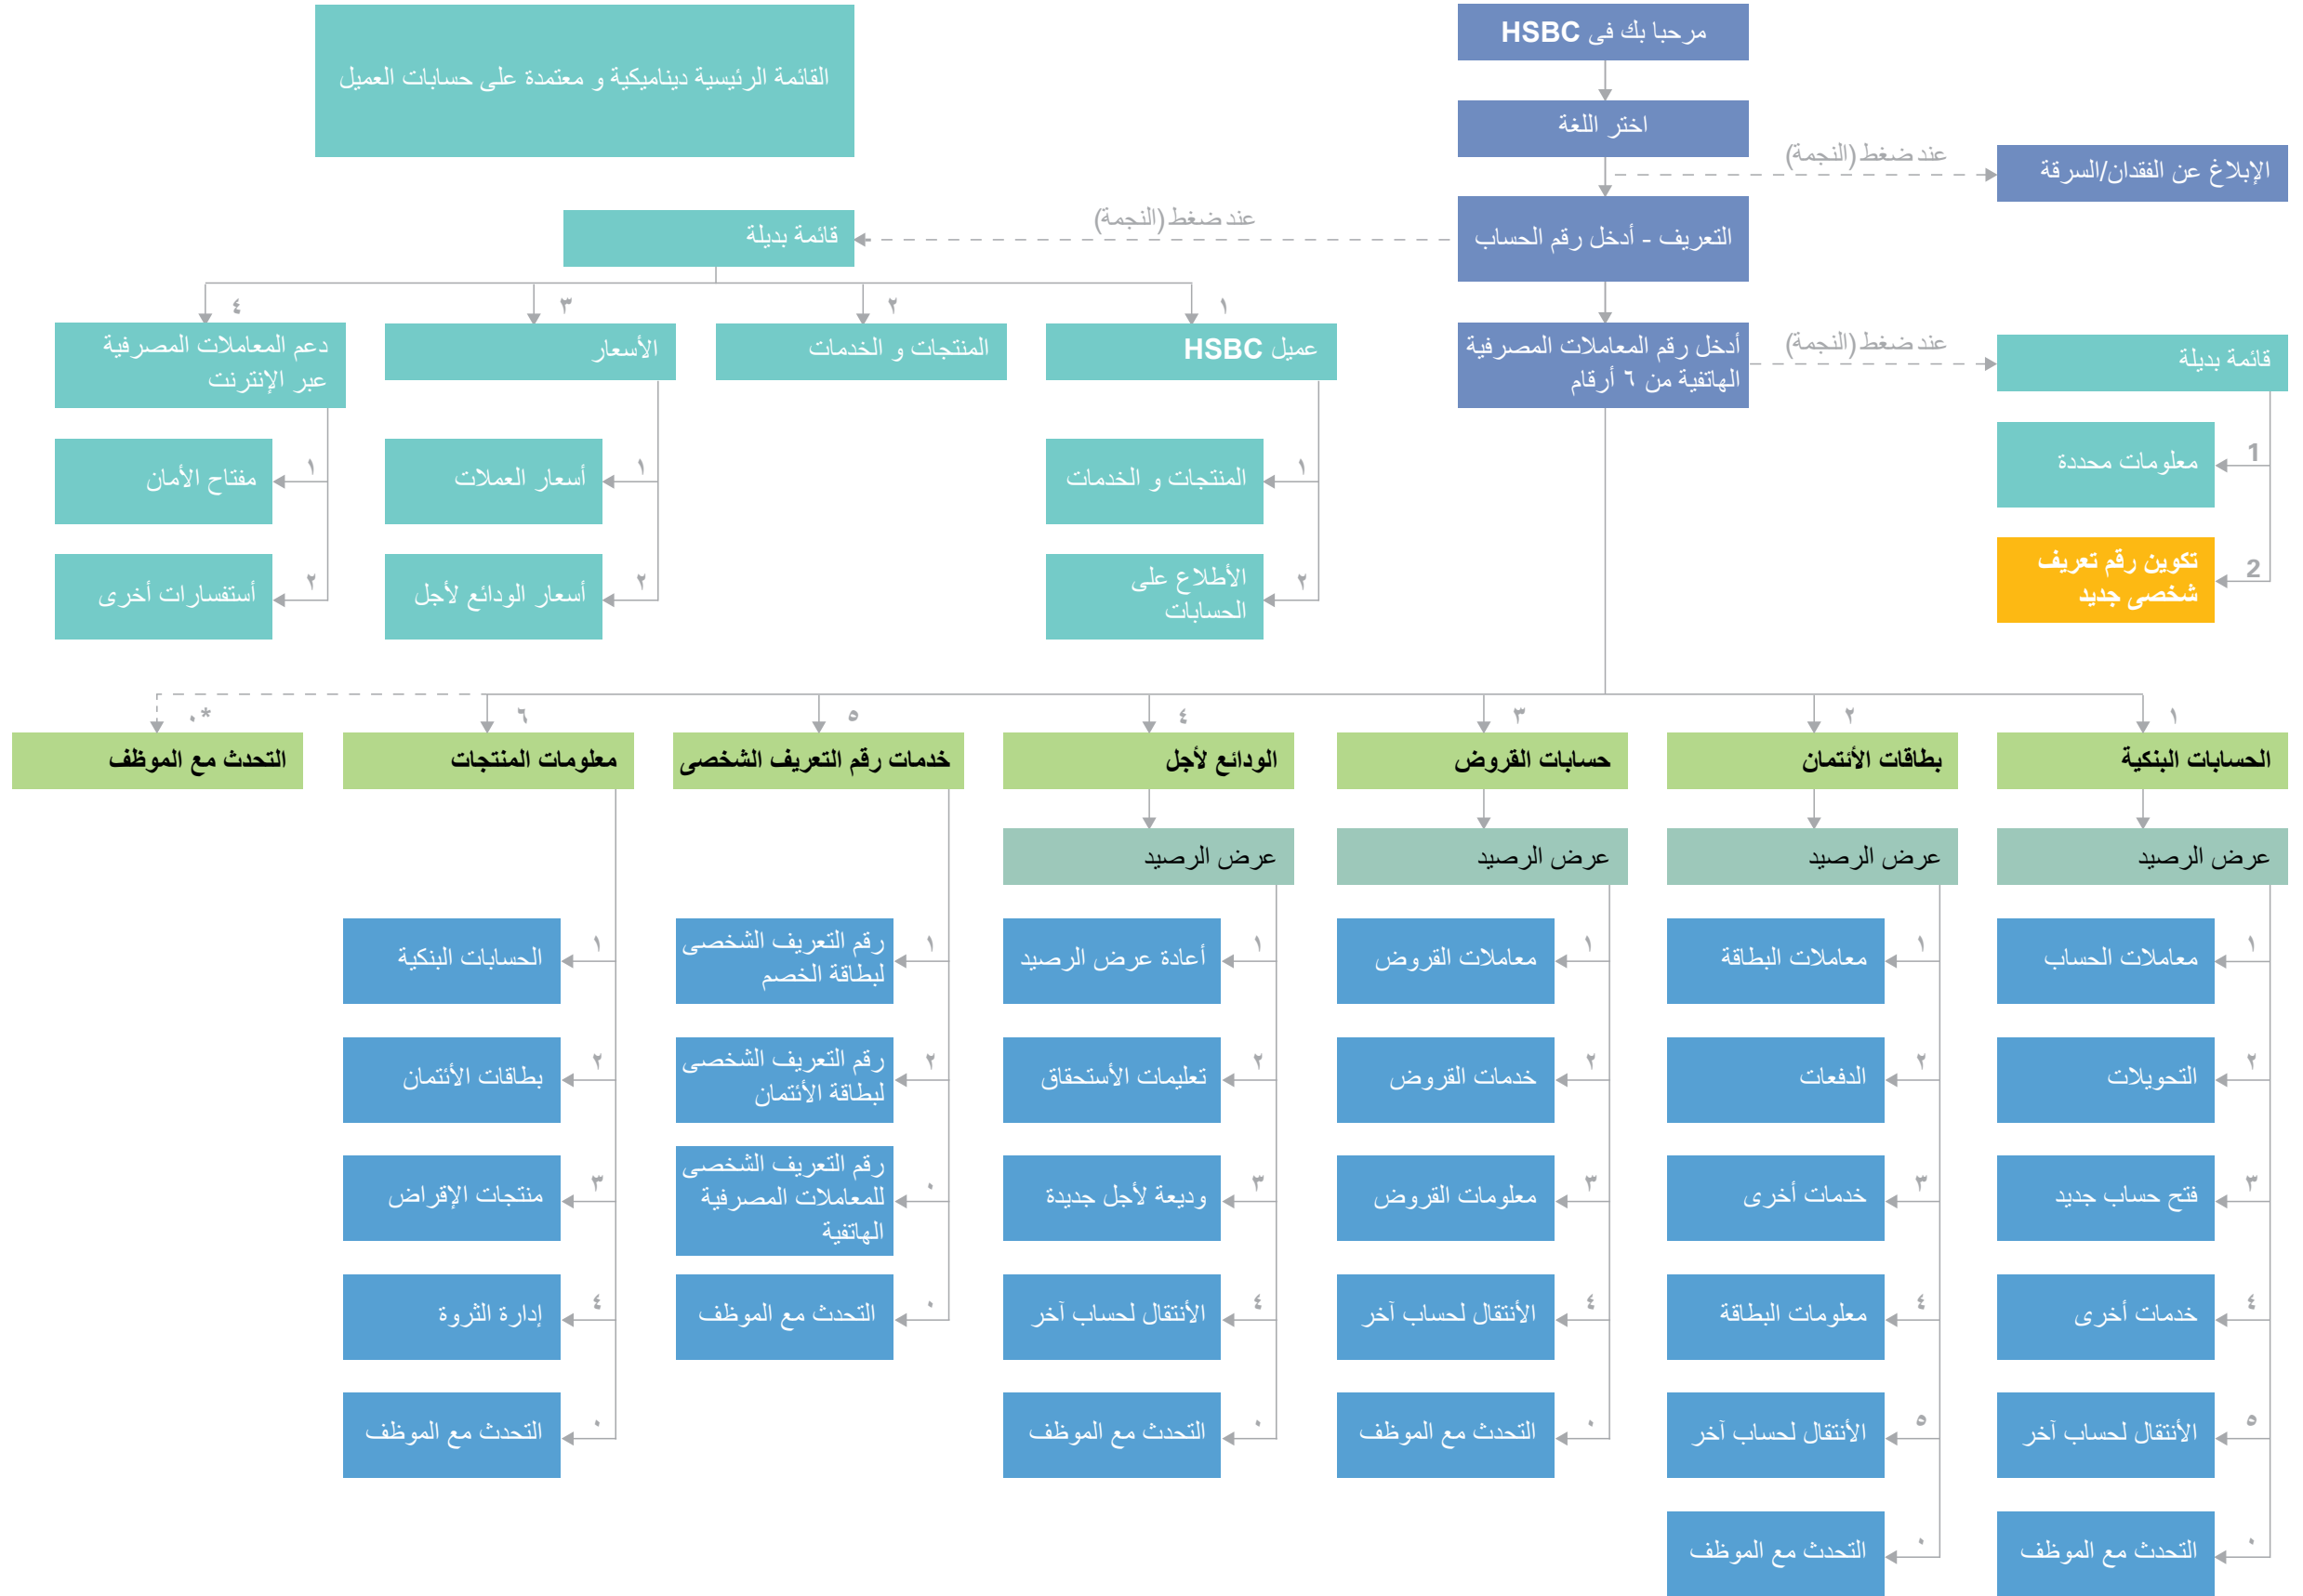 مرحبا بك فى HSBC
القائمة الرئيسية ديناميكية و معتمدة على حسابات العميل
اختر اللغة
عند ضغط (النجمة)
الإبلاغ عن الفقدان/السرقة
التعريف - أدخل رقم الحساب
عند ضغط (النجمة)
قائمة بديلة
١
٢
٣
٤
عميل HSBC
المنتجات و الخدمات
الأسعار
دعم المعاملات المصرفية
عبر الإنترنت
أدخل رقم المعاملات المصرفية
الهاتفية من ٦ أرقام
عند ضغط (النجمة)
قائمة بديلة
1
معلومات محددة
2
تكوين رقم تعريف
شخصى جديد
١
المنتجات و الخدمات
٢
الأطلاع على
الحسابات
١
أسعار العملات
٢
أسعار الودائع لأجل
١
مفتاح الأمان
٢
أستفسارات أخرى
١
الحسابات البنكية
عرض الرصيد
١
معاملات الحساب
٢
التحويلات
٣
فتح حساب جديد
٤
خدمات أخرى
٥
الأنتقال لحساب آخر
٠
التحدث مع الموظف
٢
بطاقات الأئتمان
عرض الرصيد
١
معاملات البطاقة
٢
الدفعات
٣
خدمات أخرى
٤
معلومات البطاقة
٥
الأنتقال لحساب آخر
٠
التحدث مع الموظف
٣
حسابات القروض
عرض الرصيد
١
معاملات القروض
٢
خدمات القروض
٣
معلومات القروض
٤
الأنتقال لحساب آخر
٠
التحدث مع الموظف
٤
الودائع لأجل
عرض الرصيد
١
أعادة عرض الرصيد
٢
تعليمات الأستحقاق
٣
وديعة لأجل جديدة
٤
الأنتقال لحساب آخر
٠
التحدث مع الموظف
٥
خدمات رقم التعريف الشخصى
١
رقم التعريف الشخصى
لبطاقة الخصم
٢
رقم التعريف الشخصى
لبطاقة الأئتمان
٠
رقم التعريف الشخصى
للمعاملات المصرفية
الهاتفية
٠
التحدث مع الموظف
٦
معلومات المنتجات
١
الحسابات البنكية
٢
بطاقات الأئتمان
٣
منتجات الإقراض
٤
إدارة الثروة
٠
التحدث مع الموظف
*٠
التحدث مع الموظف